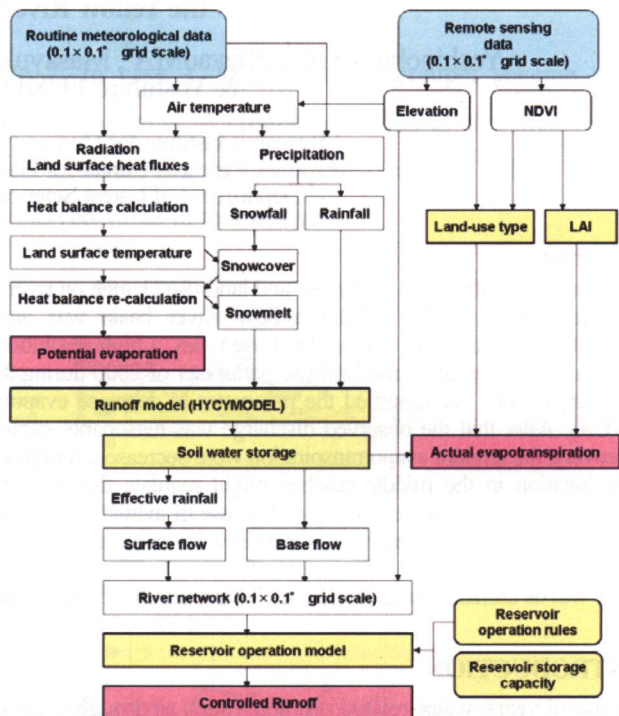 the Yellow River
Routine meteorological data
(0.1×0.1° grid scale)
Remote sensing
data
(0.1×0.1° grid scale)
Air temperature
Elevation
NDVI
Radiation
Land surface heat fluxes
Precipitation
Heat balance calculation
Snowfall
Rainfall
Land-use type
LAI
Land surface temperature
Snowcover
Heat balance re-calculation
Snowmelt
Potential evaporation
Runoff model (HYCYMODEL)
Soil water storage
Actual evapotranspiration
Effective rainfall
Surface flow
Base flow
River network (0.1×0.1° grid scale)
Reservoir
operation rules
Reservoir operation model
Reservoir storage
capacity
Controlled Runoff